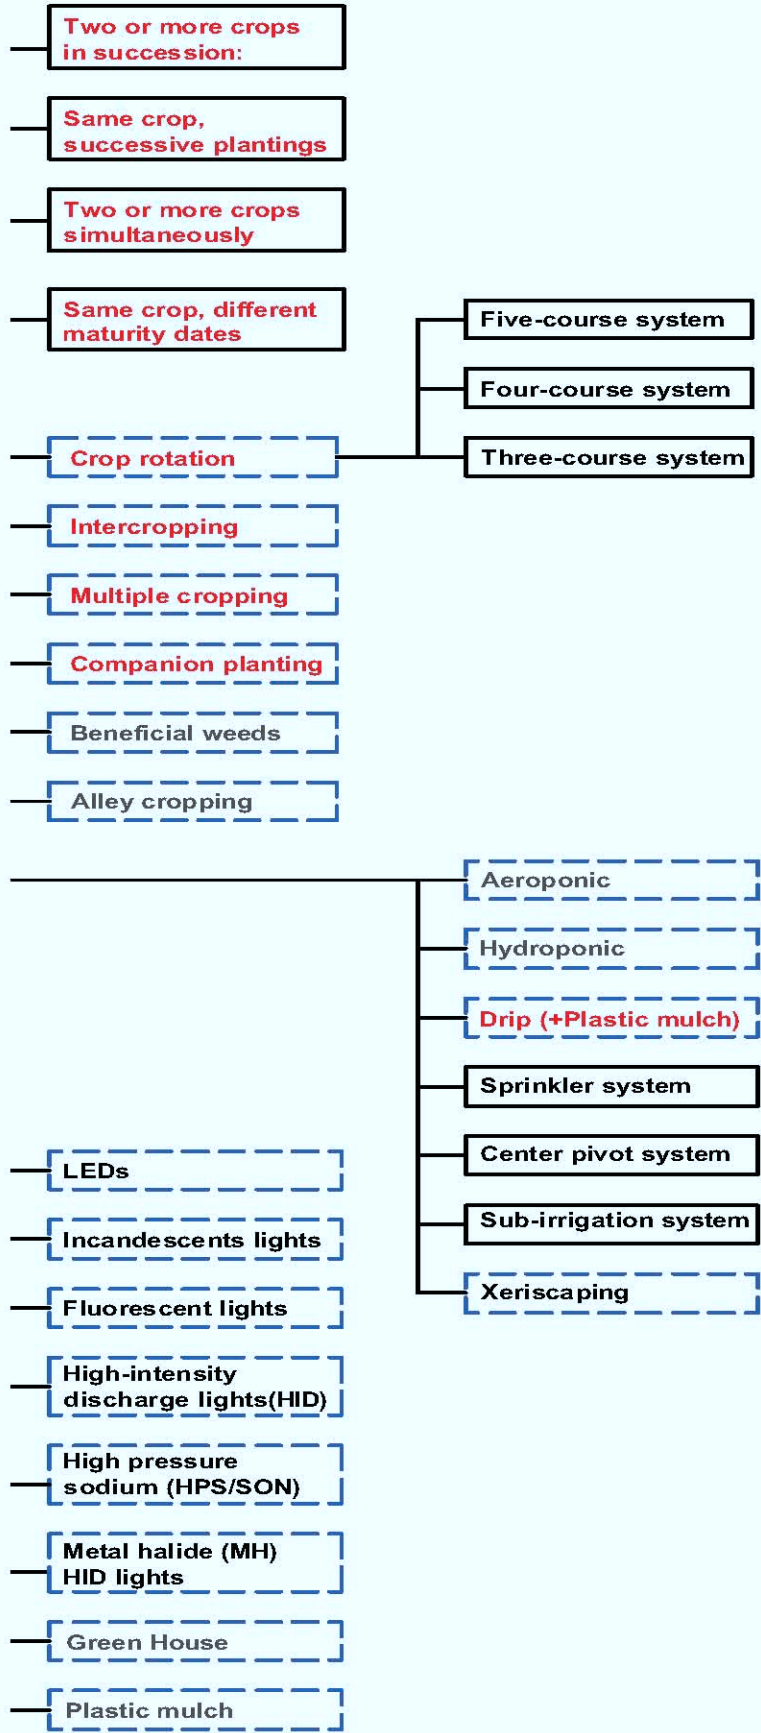 Two or more crops
in succession:
Same crop,
successive plantings
Two or more crops
simultaneously
Same crop, different
maturity dates
Five-course system
Four-course system
Crop rotation
Three-course system
Intercropping
Multiple cropping
Companion planting
Beneficial weeds
Alley cropping
Aeroponic
Hydroponic
Drip (+Plastic mulch)
Sprinkler system
Center pivot system
Sub-irrigation system
Xeriscaping
LEDs
Incandescents lights
Fluorescent lights
High-intensity
discharge lights(HID)
High pressure
sodium (HPS/SON)
Metal halide (MH)
HID lights
Green House
Plastic mulch